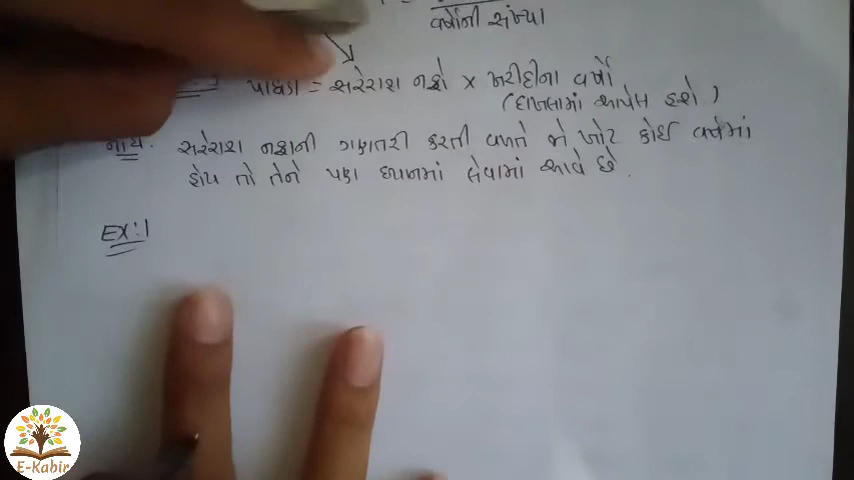 વર્ષોની સંખ્યા
પાઘડી = સરેરાશ નફો × ખરીદીના વર્ષો
(દાખલામાં આપેલ હશે)
નોંધ. સરેરાશ નફાની ગણતરી કરતી વખતે જો ખોટ કોઈ વર્ષમાં
હોય તો તેને પણ ધ્યાનમાં લેવામાં આવે છે.
EX:1
E-Kabir